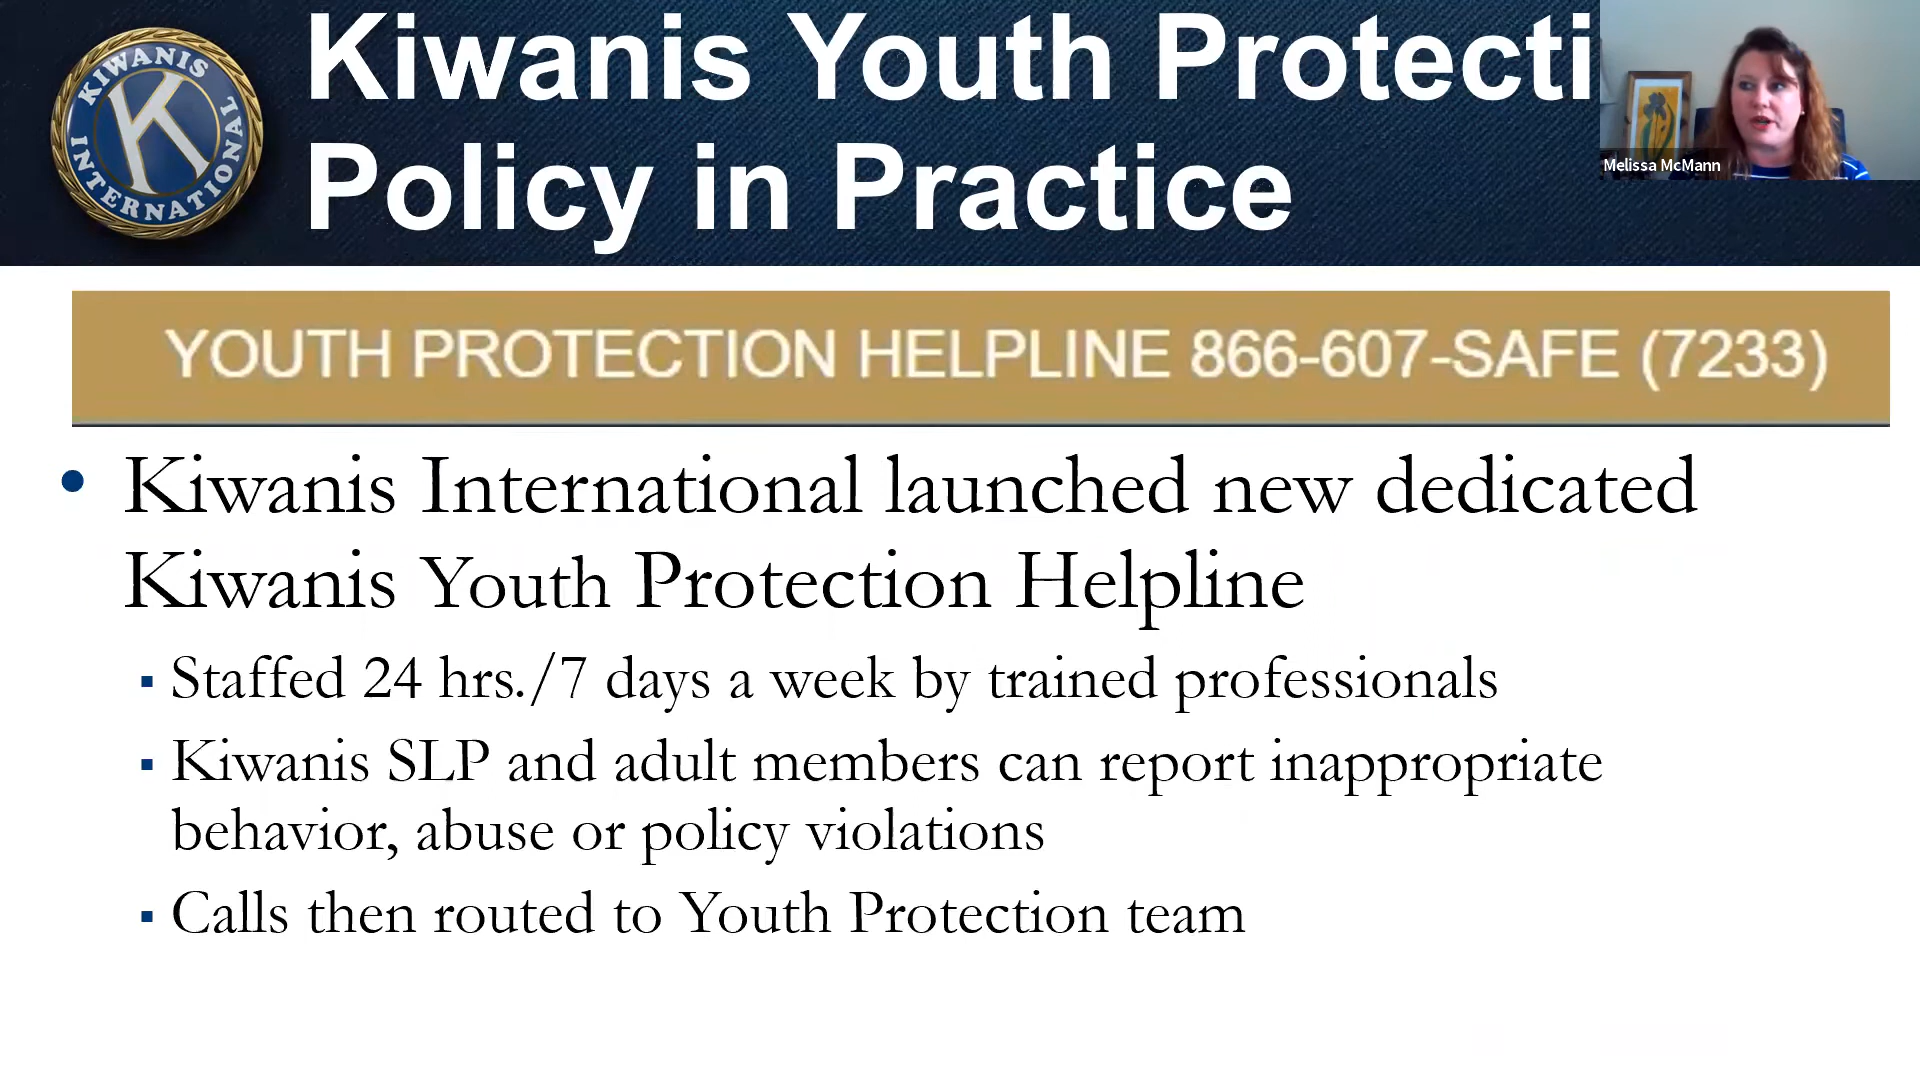 KIWANIS
INTERNATIONAL
K
Kiwanis Youth Protecti
Policy in Practice
Melissa McMann
YOUTH PROTECTION HELPLINE 866-607-SAFE (7233)
• Kiwanis International launched new dedicated
Kiwanis Youth Protection Helpline
▪ Staffed 24 hrs./7 days a week by trained professionals
▪ Kiwanis SLP and adult members can report inappropriate
behavior, abuse or policy violations
▪ Calls then routed to Youth Protection team